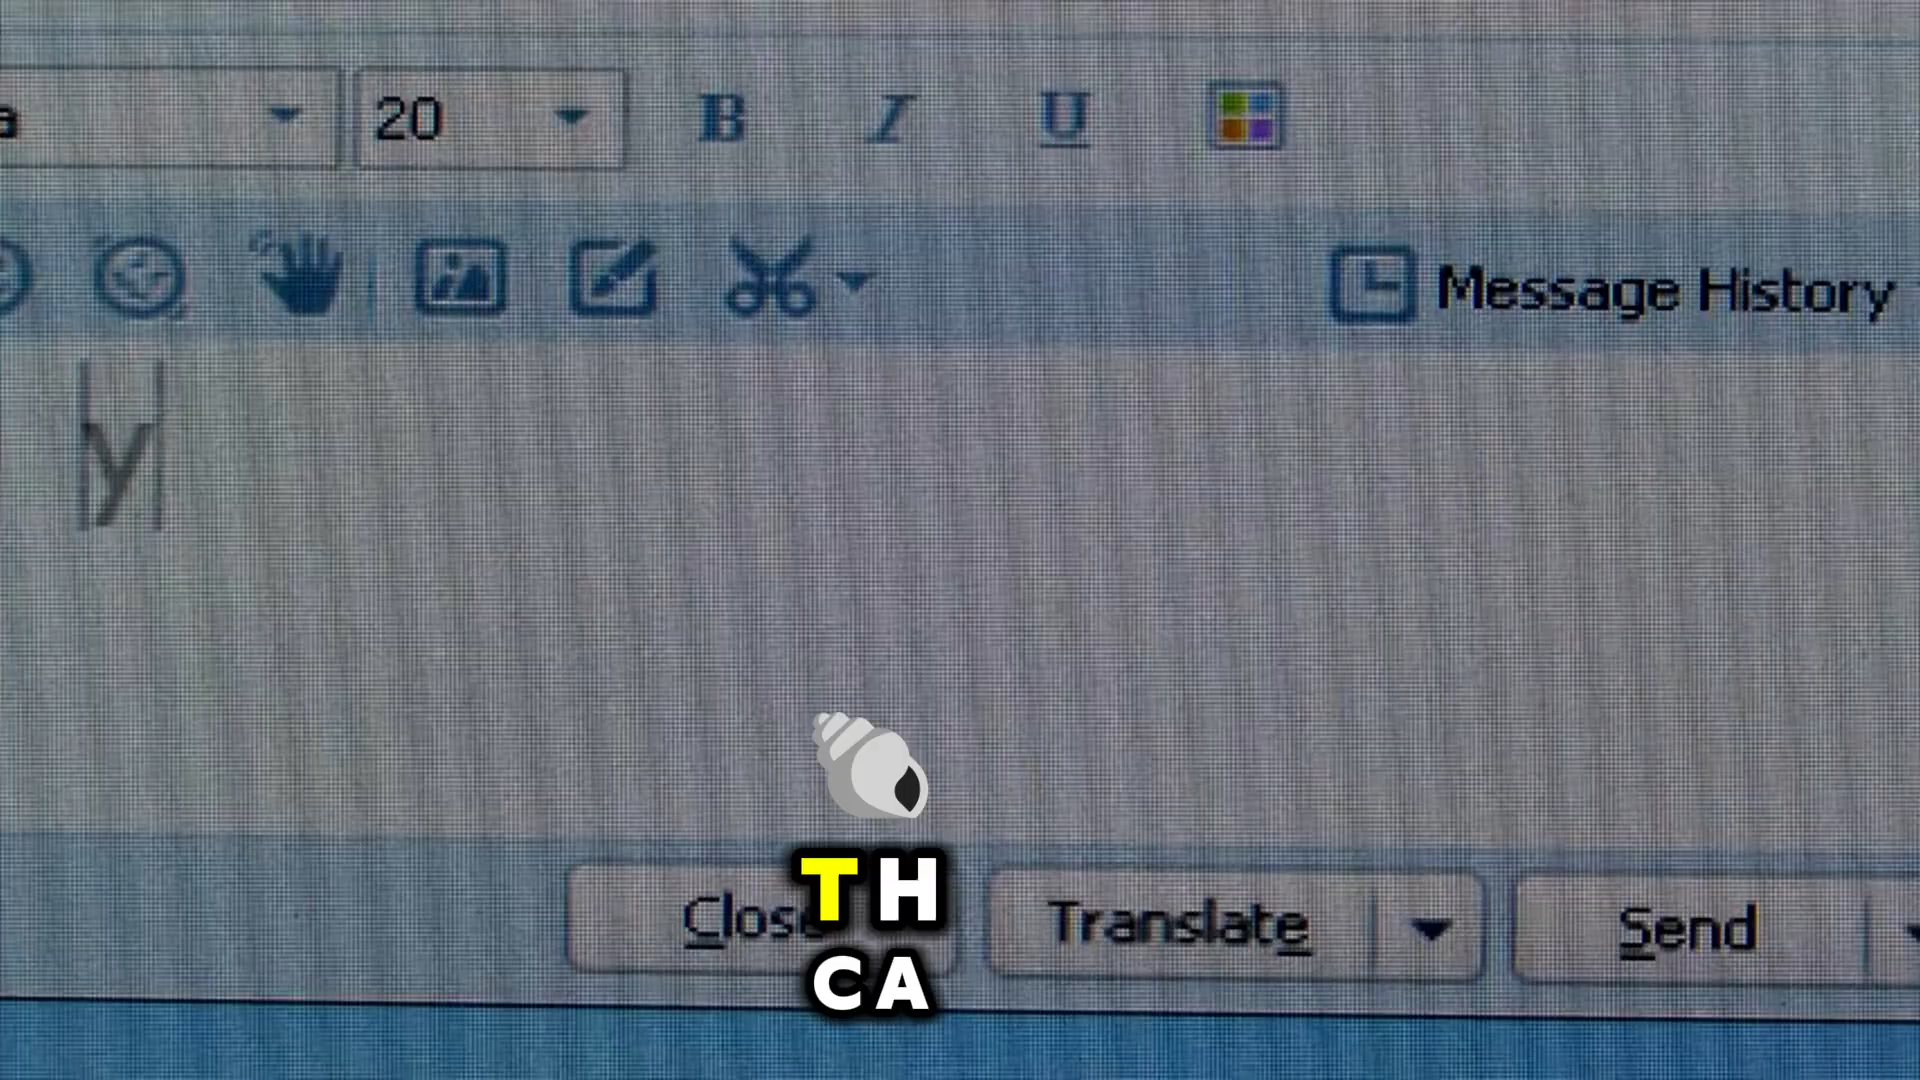 a 20 B I U
Message History
y
Close Translate Send
TH
CA